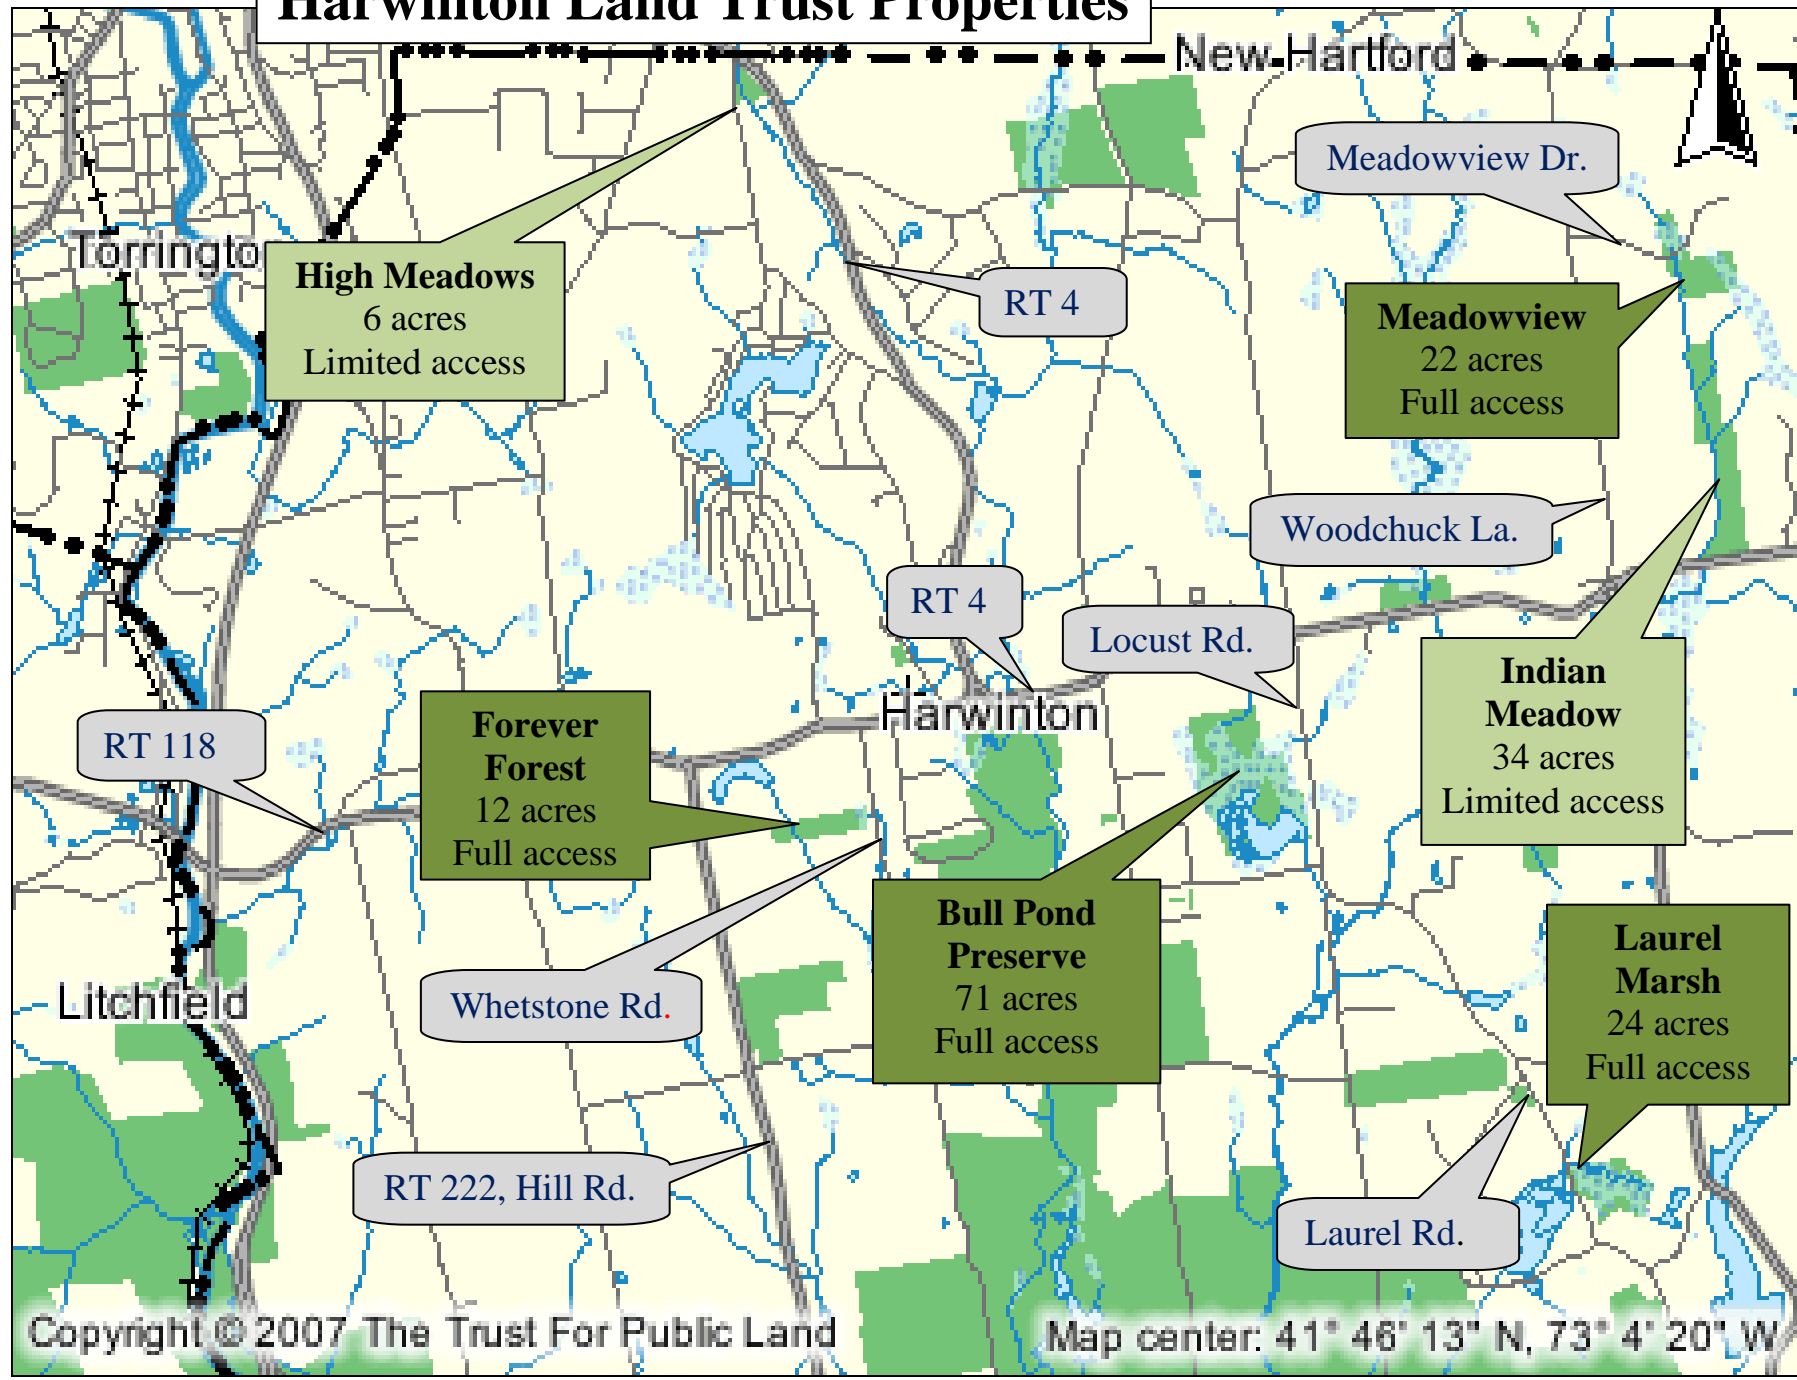 Harwinton Land Trust Properties
New Hartford
Meadowview Dr.
High Meadows
6 acres
Limited access
RT 4
Meadowview
22 acres
Full access
Woodchuck La.
RT 4
Locust Rd.
Harwinton
Indian
Meadow
34 acres
Limited access
RT 118
Forever
Forest
12 acres
Full access
Bull Pond
Preserve
71 acres
Full access
Laurel
Marsh
24 acres
Full access
Litchfield
Whetstone Rd.
RT 222, Hill Rd.
Laurel Rd.
Copyright © 2007 The Trust For Public Land
Map center: 41° 46' 13" N, 73° 4' 20" W